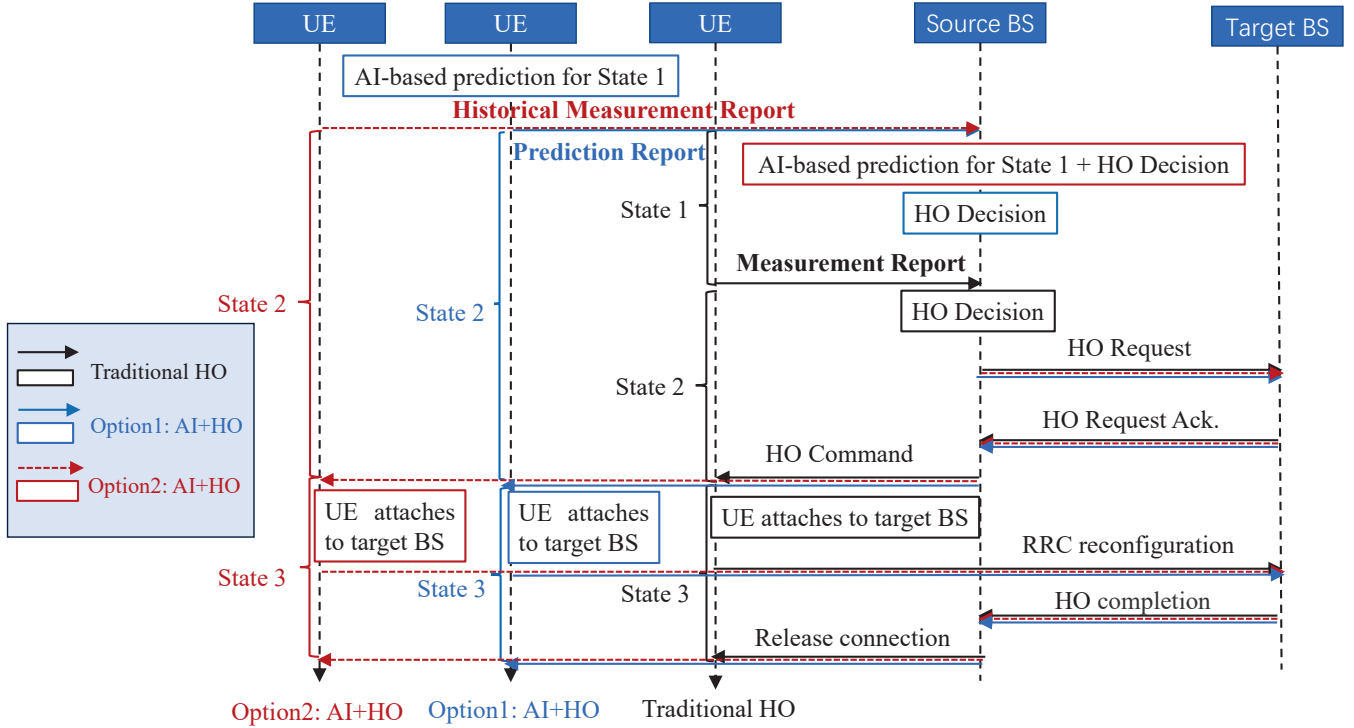 UE
UE
UE
Source BS
Target BS
AI-based prediction for State 1
Historical Measurement Report
Prediction Report
AI-based prediction for State 1 + HO Decision
State 1
HO Decision
Measurement Report
State 2
State 2
HO Decision
HO Request
State 2
HO Request Ack.
HO Command
Traditional HO
Option1: AI+HO
Option2: AI+HO
UE attaches
to target BS
UE attaches
to target BS
UE attaches to target BS
RRC reconfiguration
State 3
State 3
State 3
HO completion
Release connection
Option2: AI+HO
Option1: AI+HO
Traditional HO